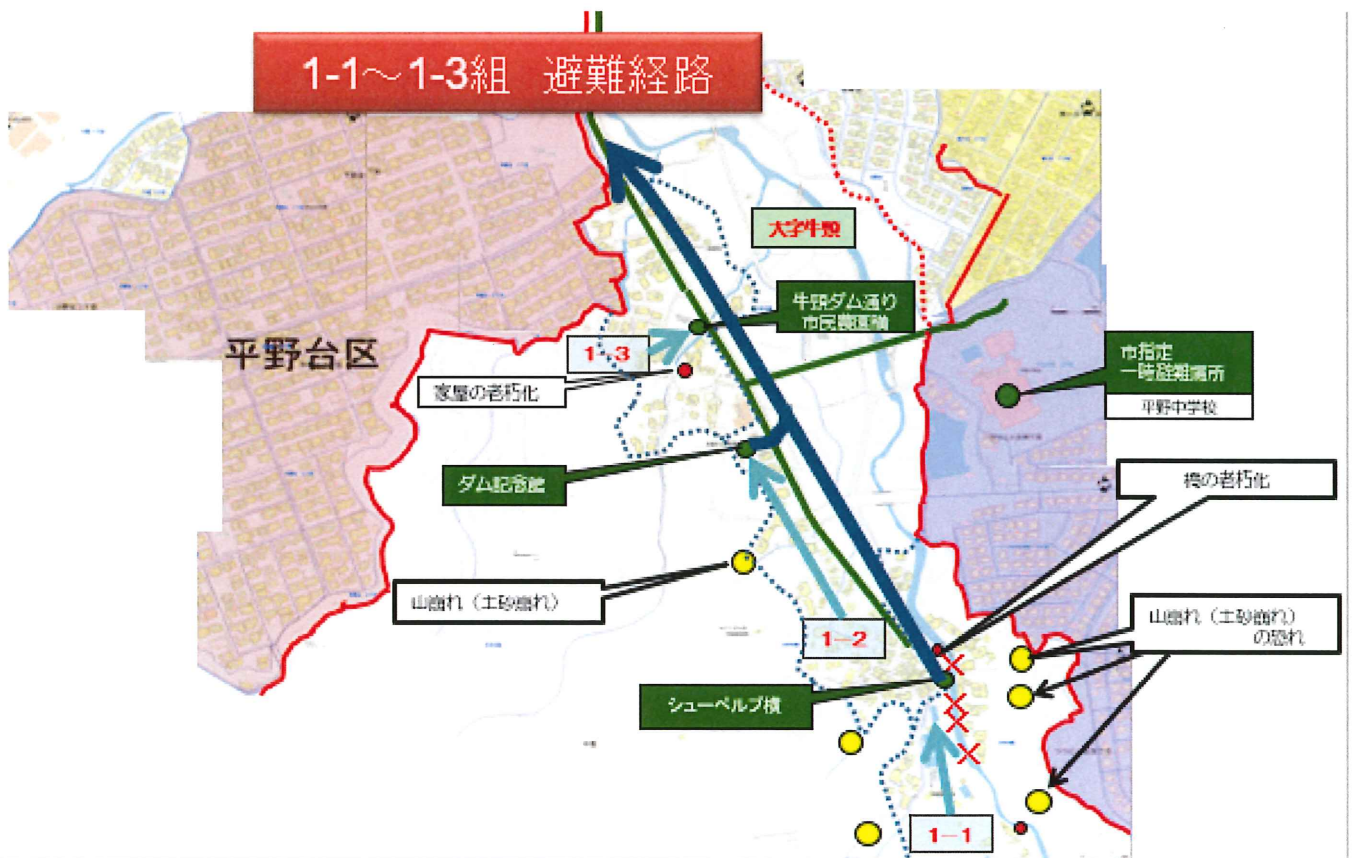 1-1～1-3組 避難経路
大字牛頸
牛頸ダム通り
市民農園横
平野台区
1-3
市指定
一時避難場所
平野中学校
家屋の老朽化
ダム記念館
橋の老朽化
山崩れ（土砂崩れ）
1-2
山崩れ（土砂崩れ）
の恐れ
シューペルブ横
1-1